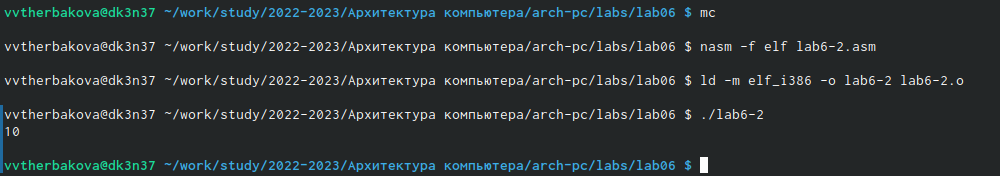 vvtherbakova@dk3n37 ~/work/study/2022-2023/Архитектура компьютера/arch-pc/labs/lab06 $ mc
vvtherbakova@dk3n37 ~/work/study/2022-2023/Архитектура компьютера/arch-pc/labs/lab06 $ nasm -f elf lab6-2.asm
vvtherbakova@dk3n37 ~/work/study/2022-2023/Архитектура компьютера/arch-pc/labs/lab06 $ ld -m elf_i386 -o lab6-2 lab6-2.o
vvtherbakova@dk3n37 ~/work/study/2022-2023/Архитектура компьютера/arch-pc/labs/lab06 $ ./lab6-2
10
vvtherbakova@dk3n37 ~/work/study/2022-2023/Архитектура компьютера/arch-pc/labs/lab06 $